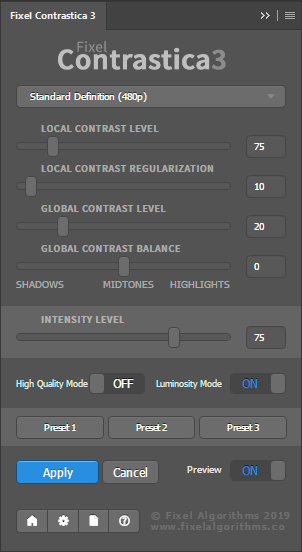 Fixel Contrastica 3
Fixel
Contrastica3
Standard Definition (480p)
LOCAL CONTRAST LEVEL
75
LOCAL CONTRAST REGULARIZATION
10
GLOBAL CONTRAST LEVEL
20
GLOBAL CONTRAST BALANCE
0
SHADOWS MIDTONES HIGHLIGHTS
INTENSITY LEVEL
75
High Quality Mode OFF Luminosity Mode ON
Preset 1 Preset 2 Preset 3
Apply Cancel Preview ON
© Fixel Algorithms 2019
www.fixelalgorithms.co